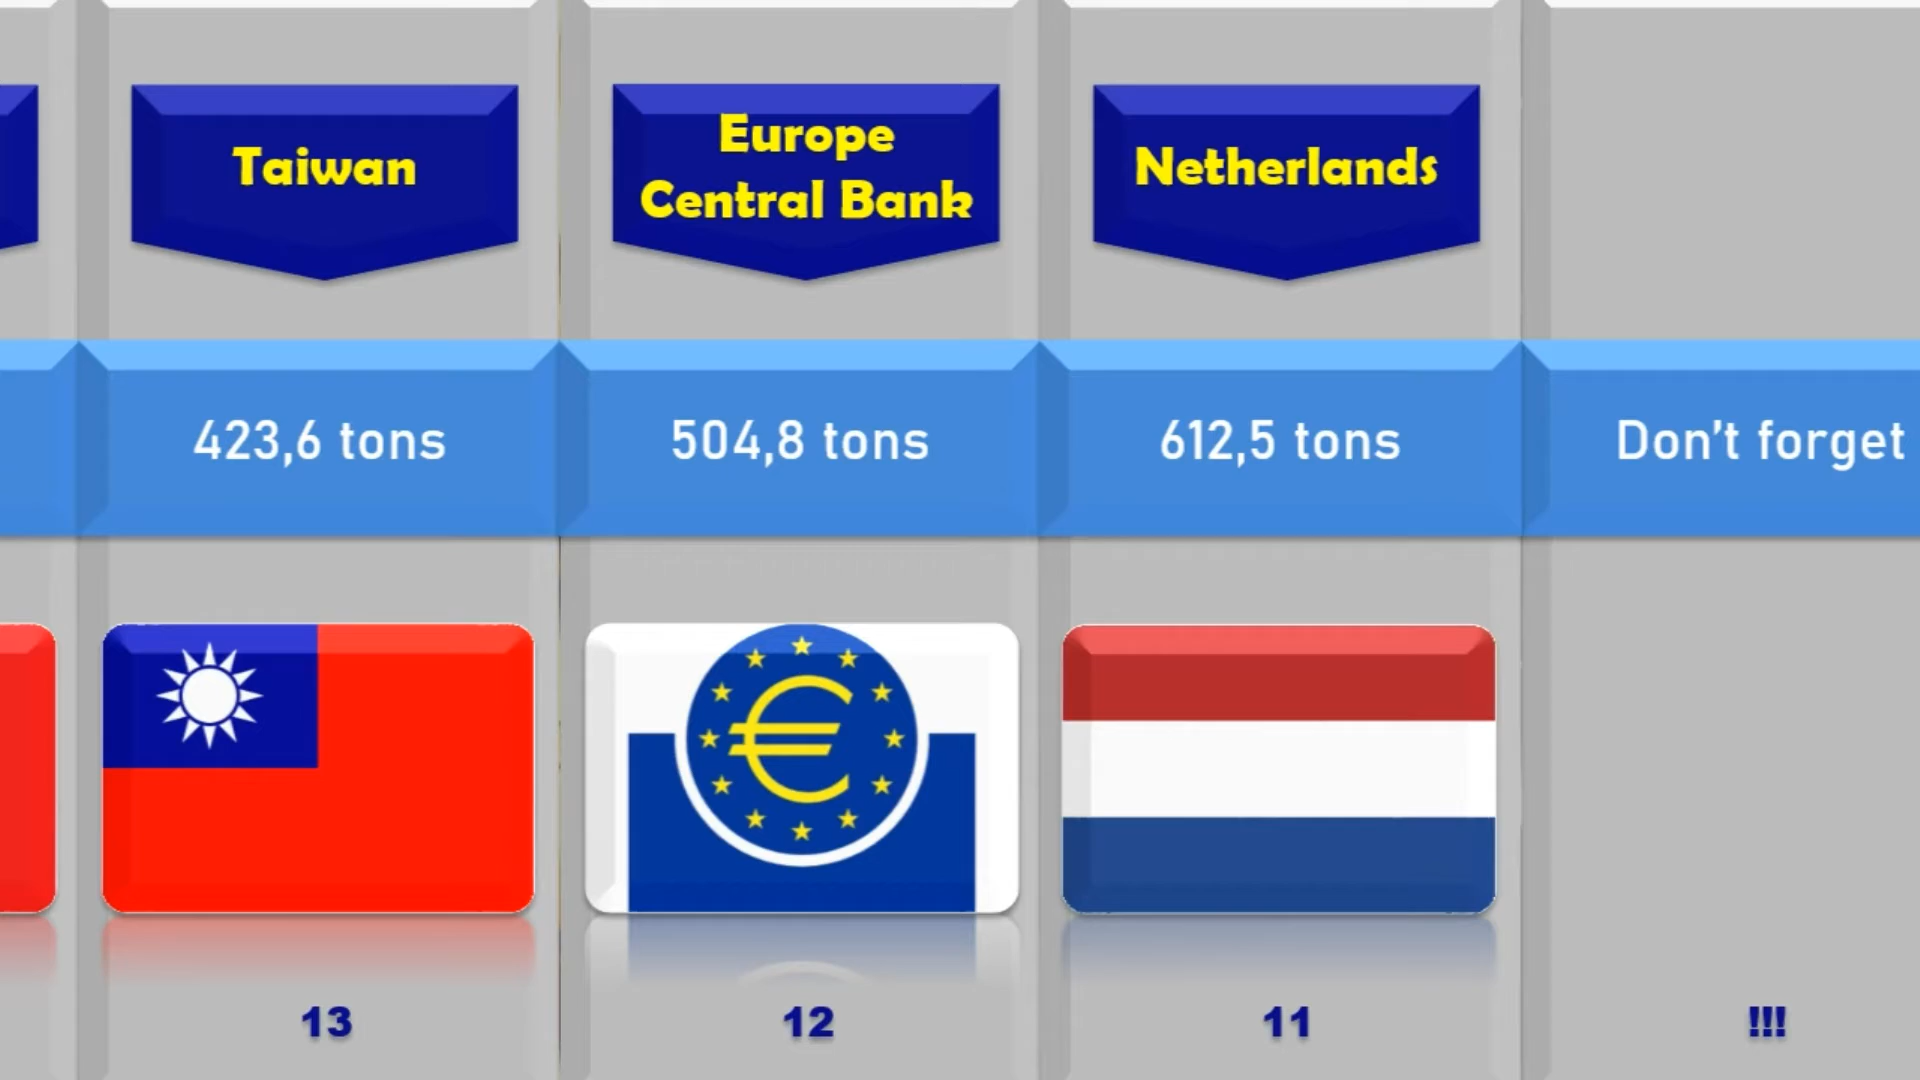 Taiwan
Europe
Central Bank
Netherlands
423,6 tons
504,8 tons
612,5 tons
Don't forget
13
12
11
!!!